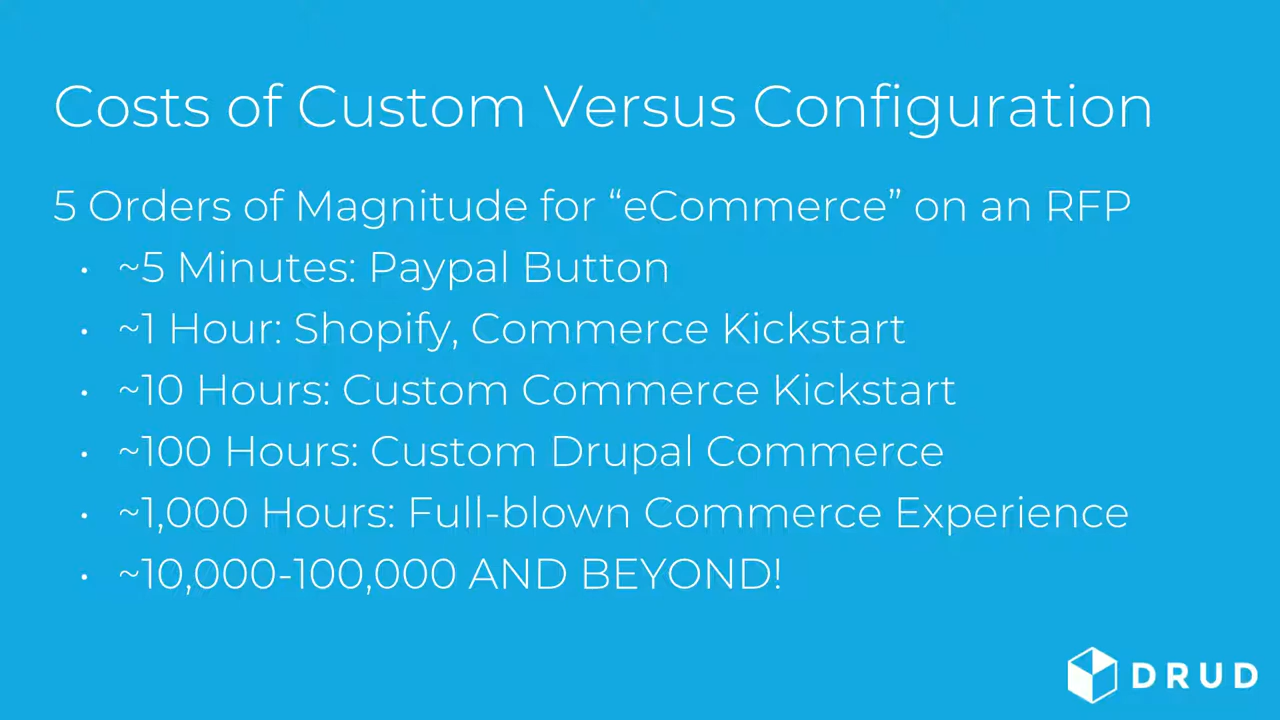 Costs of Custom Versus Configuration
5 Orders of Magnitude for “eCommerce” on an RFP
• ~5 Minutes: Paypal Button
• ~1 Hour: Shopify, Commerce Kickstart
• ~10 Hours: Custom Commerce Kickstart
• ~100 Hours: Custom Drupal Commerce
• ~1,000 Hours: Full-blown Commerce Experience
• ~10,000-100,000 AND BEYOND!
DRUD